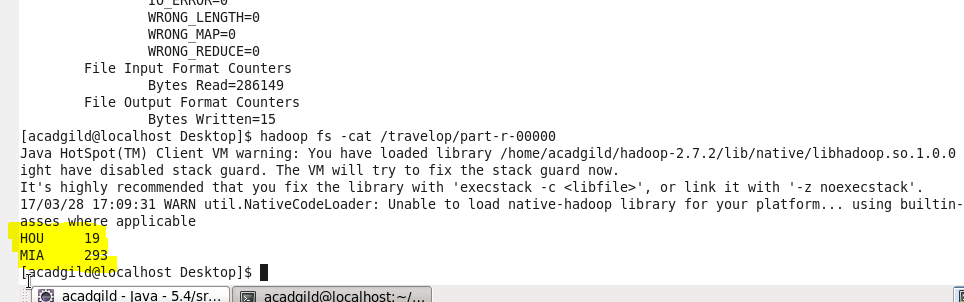 IO_ERROR=0
WRONG_LENGTH=0
WRONG_MAP=0
WRONG_REDUCE=0
File Input Format Counters
Bytes Read=286149
File Output Format Counters
Bytes Written=15
[acadgild@localhost Desktop]$ hadoop fs -cat /travelop/part-r-00000
Java HotSpot(TM) Client VM warning: You have loaded library /home/acadgild/hadoop-2.7.2/lib/native/libhadoop.so.1.0.0
ight have disabled stack guard. The VM will try to fix the stack guard now.
It's highly recommended that you fix the library with 'execstack -c <libfile>', or link it with '-z noexecstack'.
17/03/28 17:09:31 WARN util.NativeCodeLoader: Unable to load native-hadoop library for your platform... using builtin-
asses where applicable
HOU 19
MIA 293
[acadgild@localhost Desktop]$
acadgild - Java - 5.4/sr... acadgild@localhost:~/...